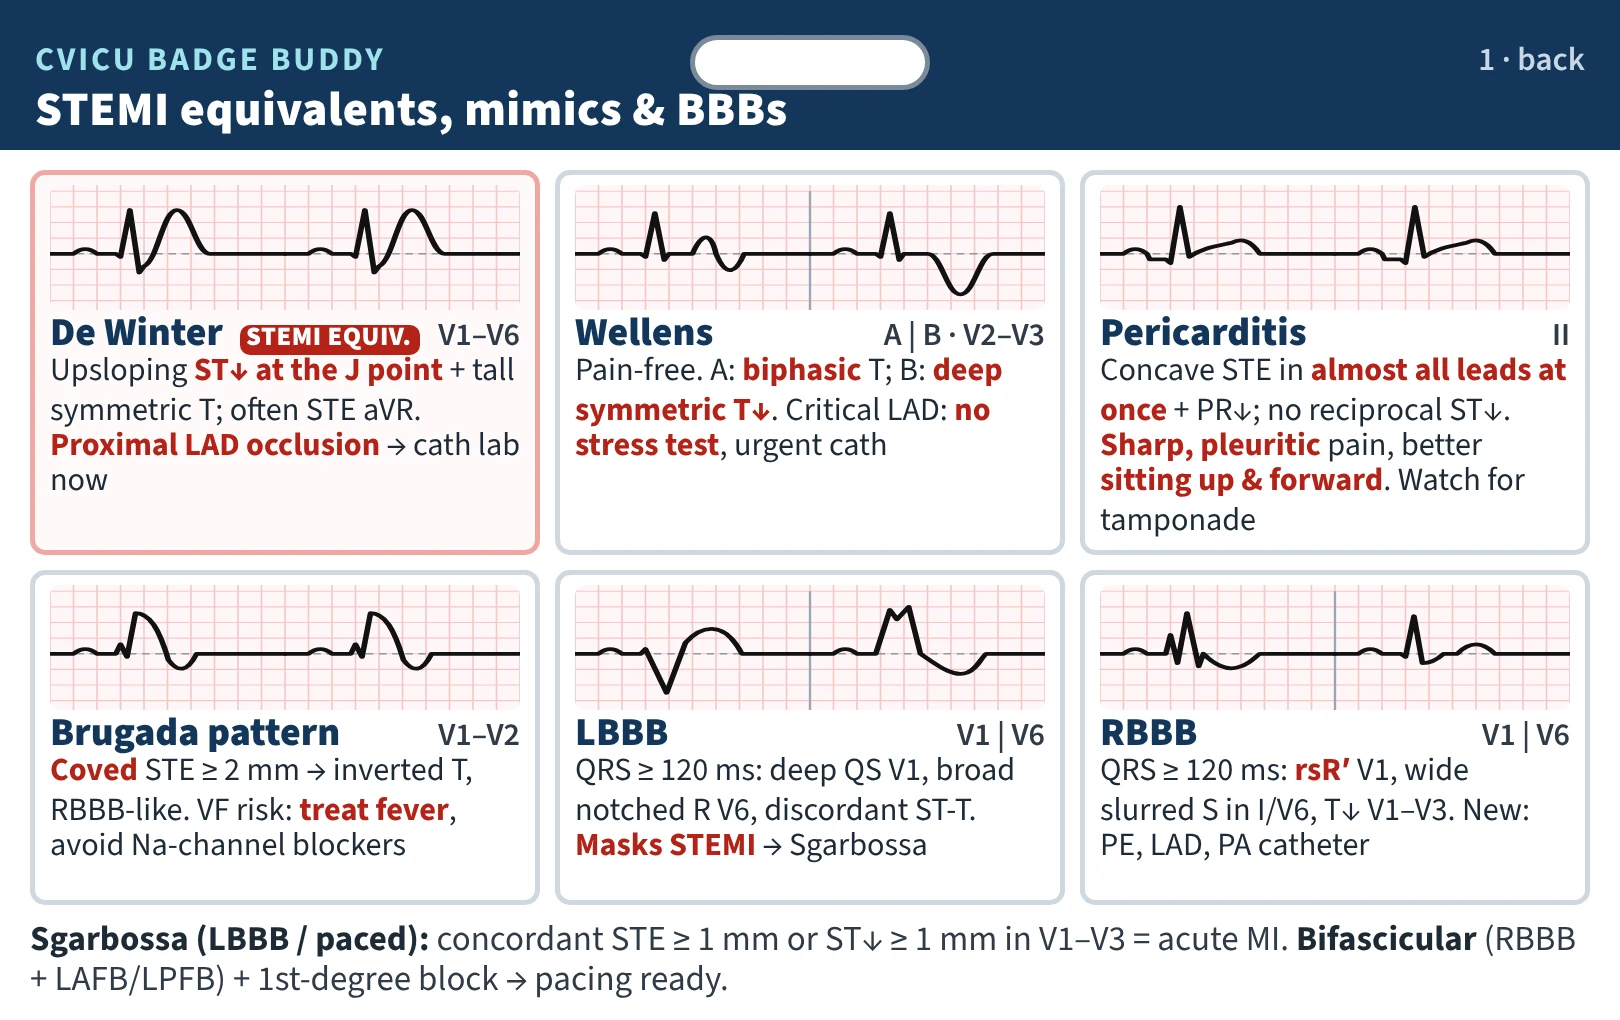 CVICU BADGE BUDDY
1 · back
STEMI equivalents, mimics & BBBs
De Winter STEMI EQUIV. V1–V6
Upsloping ST↓ at the J point + tall
symmetric T; often STE aVR.
Proximal LAD occlusion → cath lab
now
Wellens A | B · V2–V3
Pain-free. A: biphasic T; B: deep
symmetric T↓. Critical LAD: no
stress test, urgent cath
Pericarditis II
Concave STE in almost all leads at
once + PR↓; no reciprocal ST↓.
Sharp, pleuritic pain, better
sitting up & forward. Watch for
tamponade
Brugada pattern V1–V2
Coved STE ≥ 2 mm → inverted T,
RBBB-like. VF risk: treat fever,
avoid Na-channel blockers
LBBB V1 | V6
QRS ≥ 120 ms: deep QS V1, broad
notched R V6, discordant ST-T.
Masks STEMI → Sgarbossa
RBBB V1 | V6
QRS ≥ 120 ms: rsR′ V1, wide
slurred S in I/V6, T↓ V1–V3. New:
PE, LAD, PA catheter
Sgarbossa (LBBB / paced): concordant STE ≥ 1 mm or ST↓ ≥ 1 mm in V1–V3 = acute MI. Bifascicular (RBBB
+ LAFB/LPFB) + 1st-degree block → pacing ready.